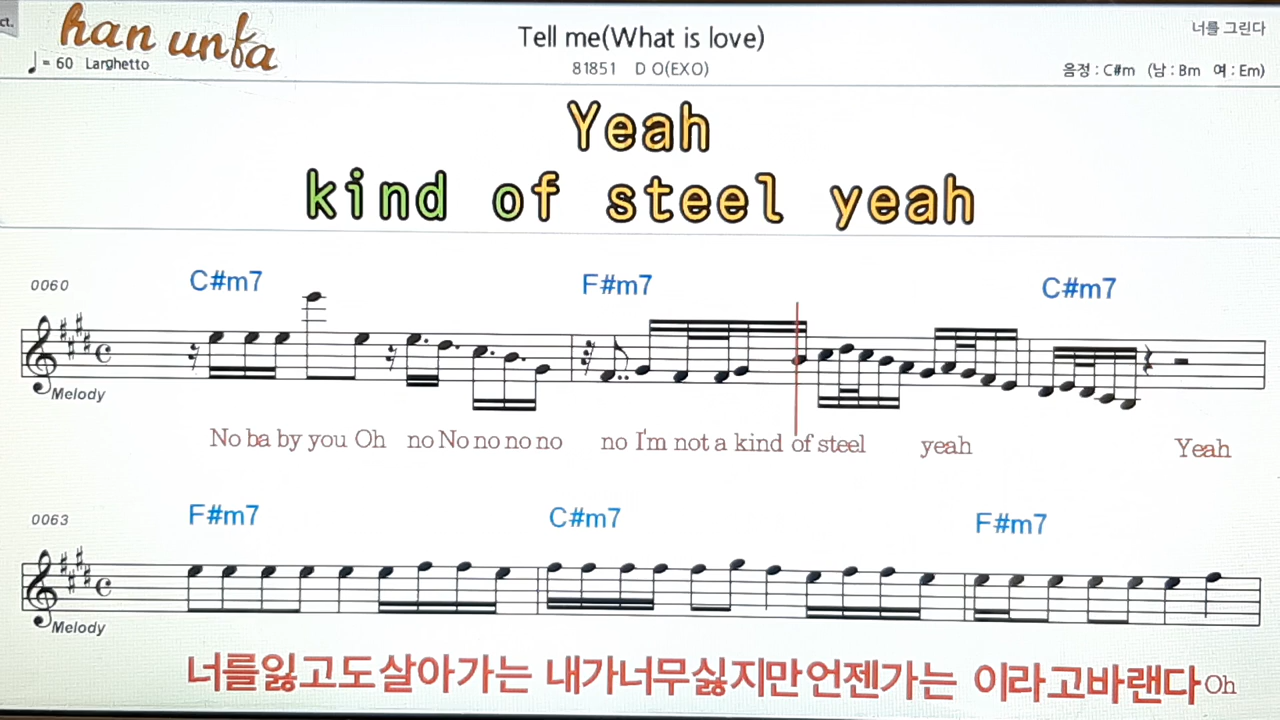 ct.
han unfa
Tell me(What is love)
너를 그린다
♩ = 60 Larghetto
81851 D O(EXO)
음정 : C#m (남 : Bm 여 : Em)
Yeah
kind of steel yeah
0060 C#m7 F#m7 C#m7
Melody
No ba by you Oh no No no no no no I'm not a kind of steel yeah Yeah
0063 F#m7 C#m7 F#m7
Melody
너를잃고도살아가는 내가너무싫지만언젠가는 이라고바랜다 Oh